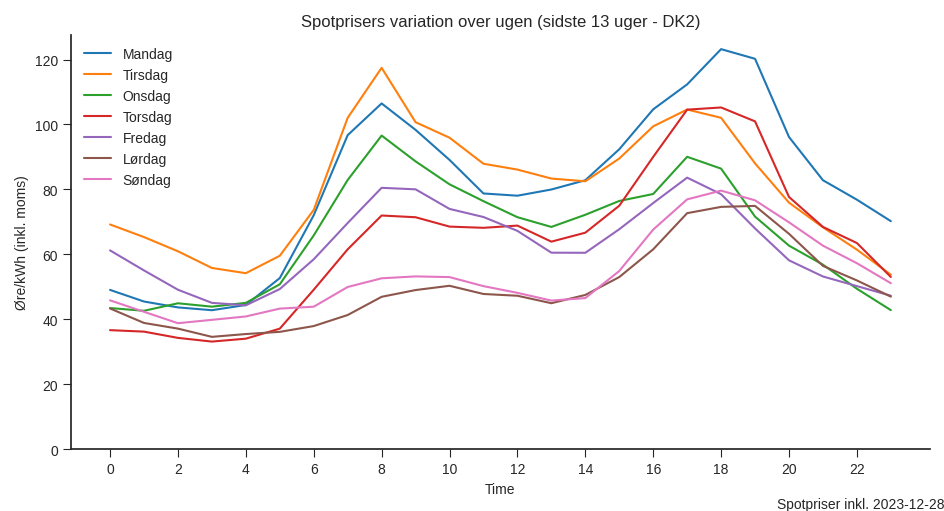 Spotprisers variation over ugen (sidste 13 uger - DK2)
Mandag
Tirsdag
Onsdag
Torsdag
Fredag
Lørdag
Søndag
Øre/kWh (inkl. moms)
120
100
80
60
40
20
0
0 2 4 6 8 10 12 14 16 18 20 22
Time
Spotpriser inkl. 2023-12-28